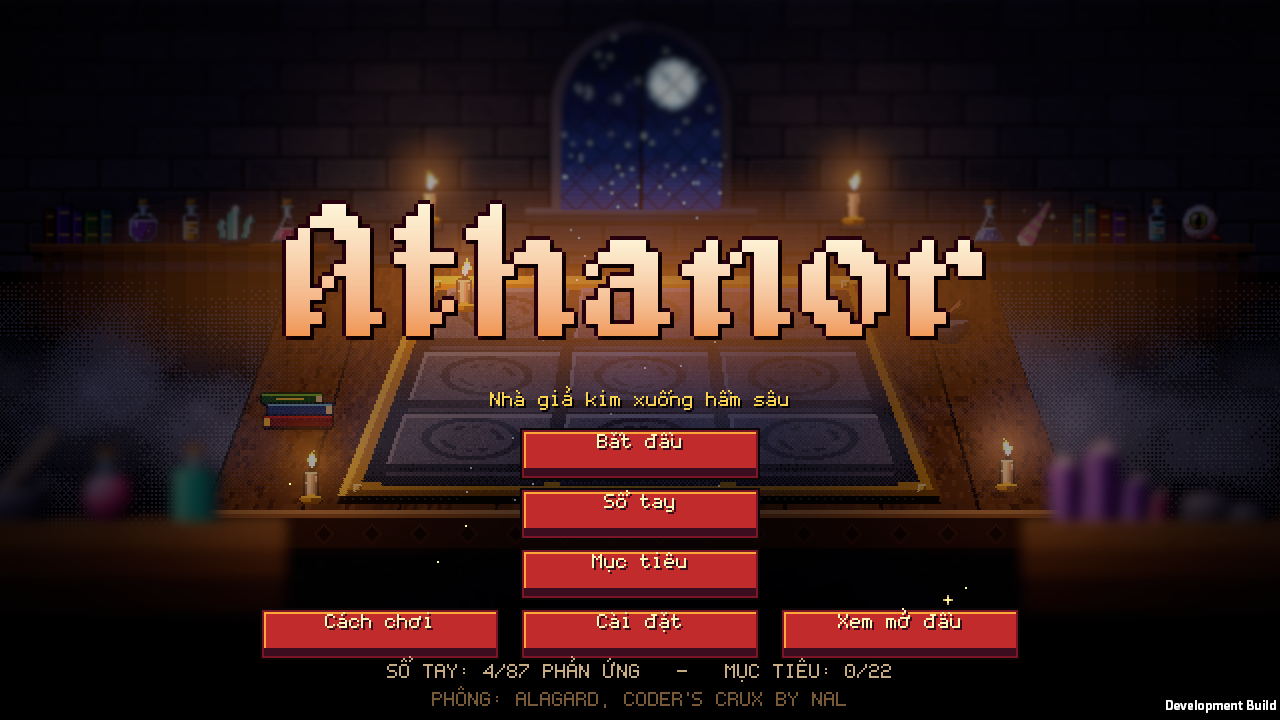 Athanor
Nhà giả kim xuống hầm sâu
Bắt đầu
Sổ tay
Mục tiêu
Cách chơi
Cài đặt
Xem mở đầu
SỔ TAY: 4/87 PHẢN ỨNG – MỤC TIÊU: 0/22
PHÔNG: ALAGARD, CODER'S CRUX BY NAL
Development Build